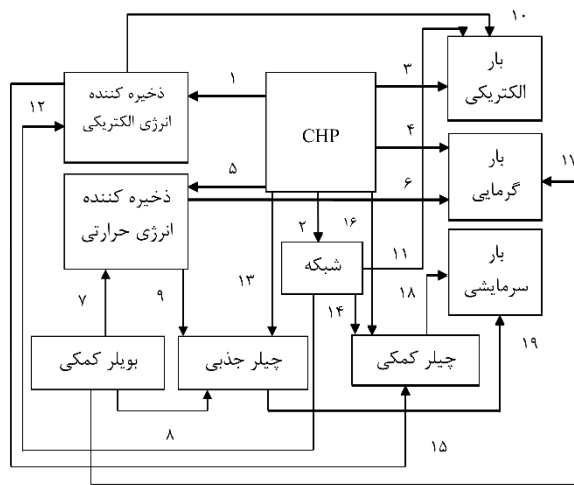 ۱۰
۱
۳
بار
الکتریکی
ذخیره کننده
انرژی الکتریکی
۱۲
CHP
۴
۱۷
بار
گرمایی
۵
۶
ذخیره کننده
انرژی حرارتی
۲
۱۶
۱۱
شبکه
بار
سرمایشی
۷
۹
۱۳
۱۴
۱۸
۱۹
بویلر کمکی
چیلر جذبی
چیلر کمکی
۸
۱۵